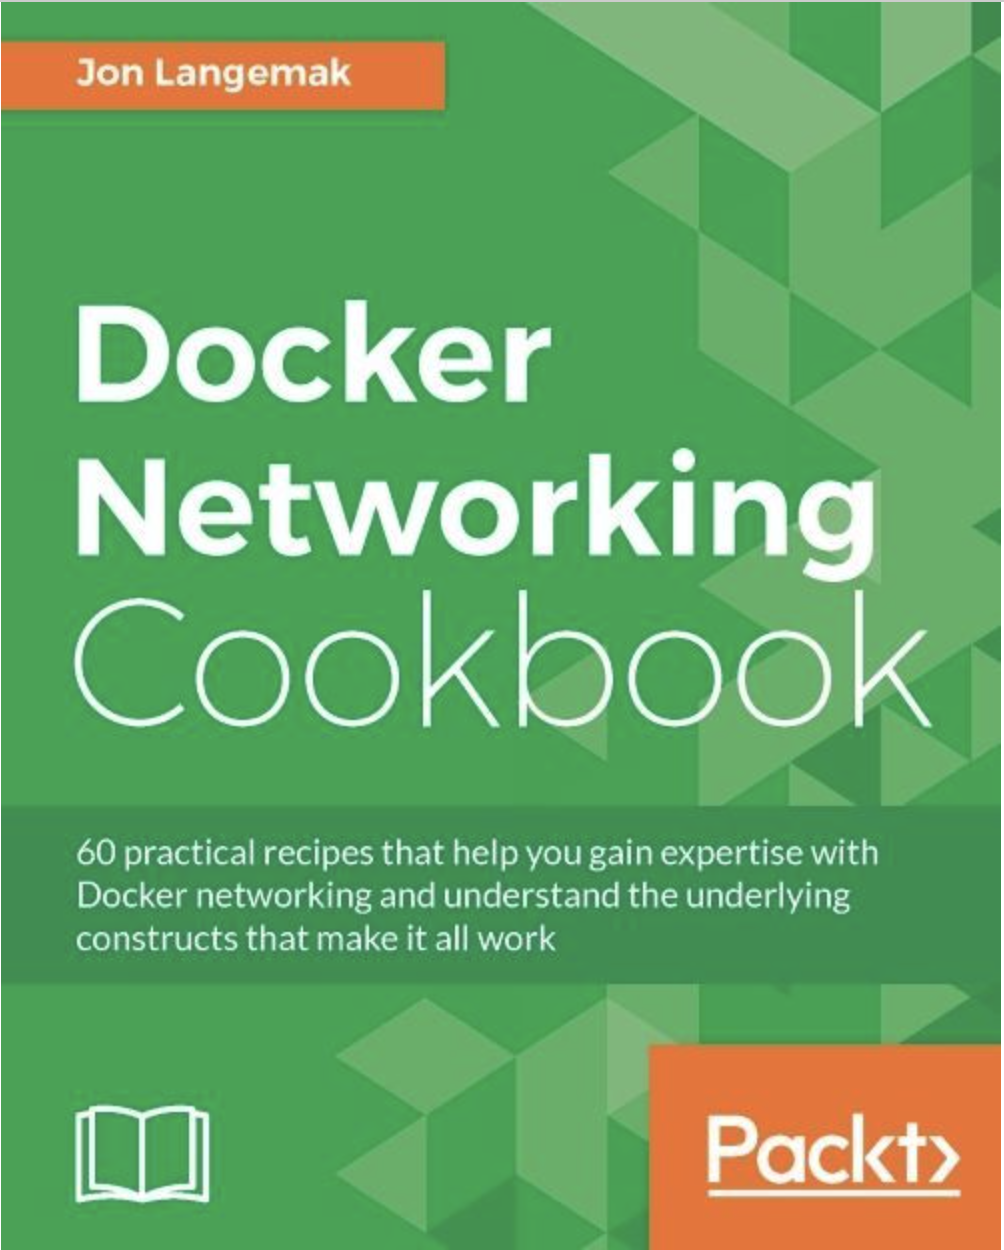 Jon Langemak
Docker
Networking
Cookbook
60 practical recipes that help you gain expertise with
Docker networking and understand the underlying
constructs that make it all work
Packt>